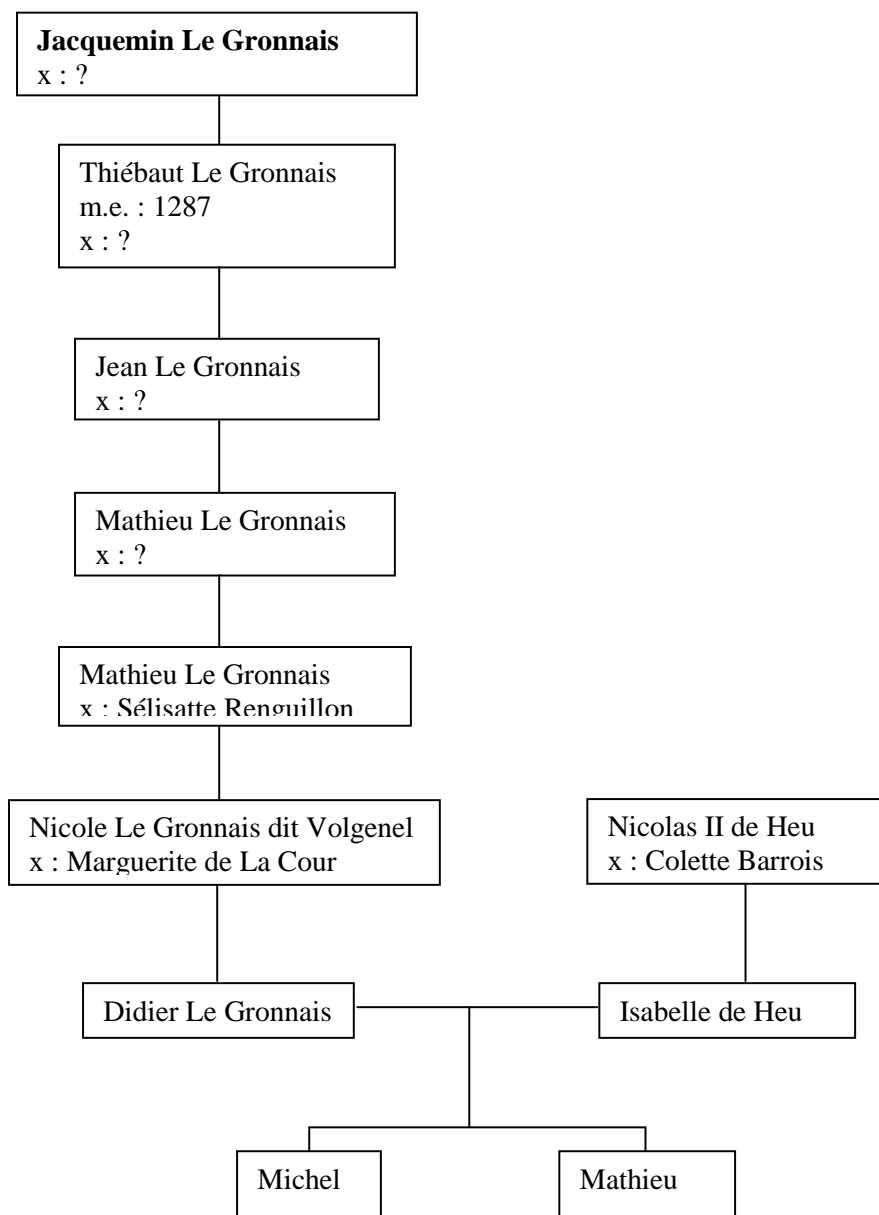 Jacquemin Le Gronnais
x : ?
Thiébaut Le Gronnais
m.e. : 1287
x : ?
Jean Le Gronnais
x : ?
Mathieu Le Gronnais
x : ?
Mathieu Le Gronnais
x : Sélisatte Renguillon
Nicole Le Gronnais dit Volgenel
x : Marguerite de La Cour
Nicolas II de Heu
x : Colette Barrois
Didier Le Gronnais
Isabelle de Heu
Michel
Mathieu